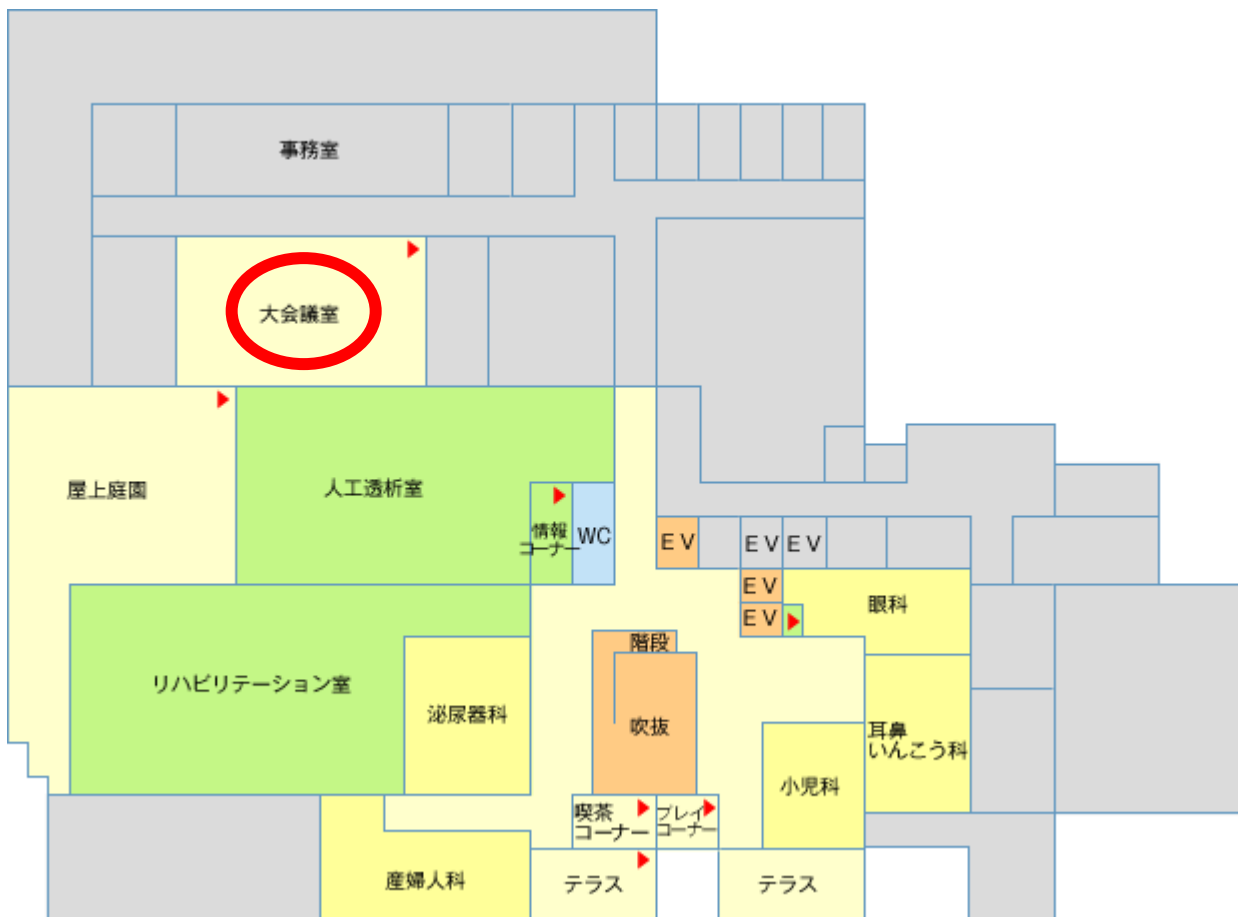 事務室
大会議室
屋上庭園
人工透析室
情報
コーナー
WC
EV
EV
EV
EV
EV
眼科
階段
リハビリテーション室
泌尿器科
吹抜
耳鼻
いんこう科
小児科
喫茶
コーナー
プレイ
コーナー
産婦人科
テラス
テラス